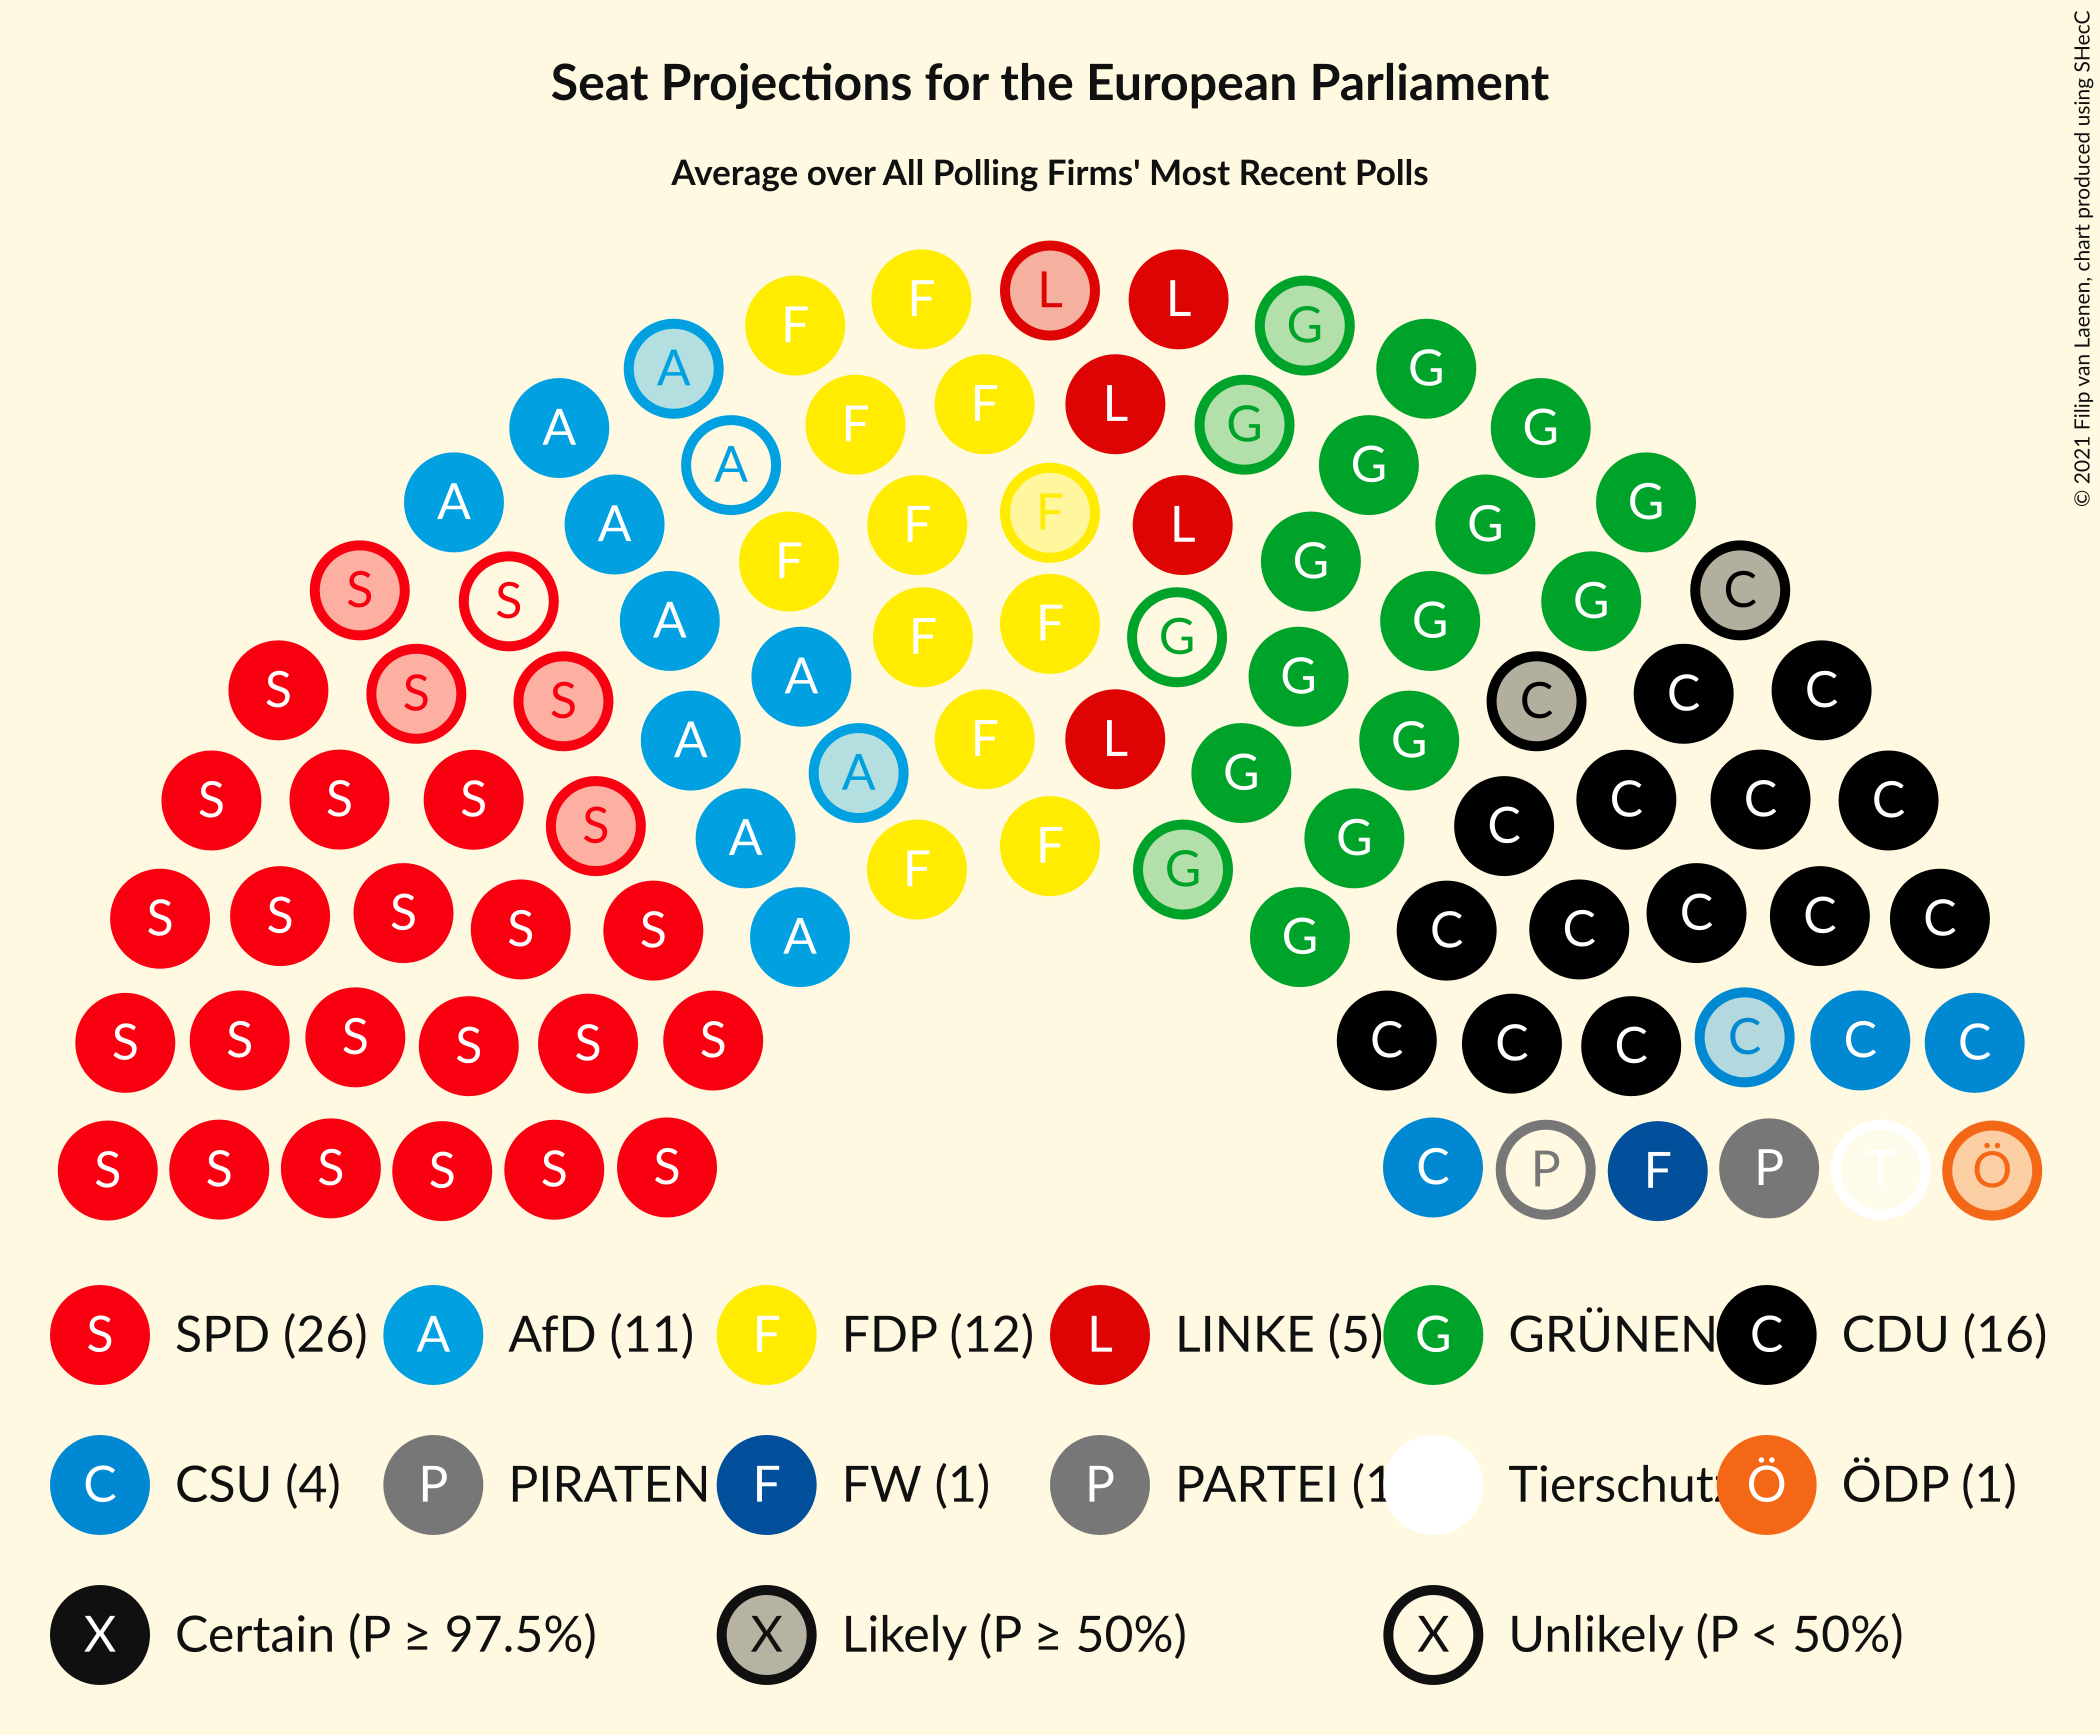 Seat Projections for the European Parliament
Average over All Polling Firms' Most Recent Polls
© 2021 Filip van Laenen, chart produced using SHecC
L
F F L
F G
A F F L G G
A F G
A G G
A F F F L G
A A G G
A F G
S S A G G G C
F F G
A G
S S S A G C C C
A F L G
A G
S S S C C C C
S A G C
F F G
S S S S S A G C C C C C
S S S S S S C C C C C C
S S S S S S C P F P T Ö
S SPD (26) A AfD (11) F FDP (12) L LINKE (5) G GRÜNEN C CDU (16)
C CSU (4) P PIRATEN F FW (1) P PARTEI (1 Tierschutz Ö ÖDP (1)
X Certain (P ≥ 97.5%) X Likely (P ≥ 50%) X Unlikely (P < 50%)